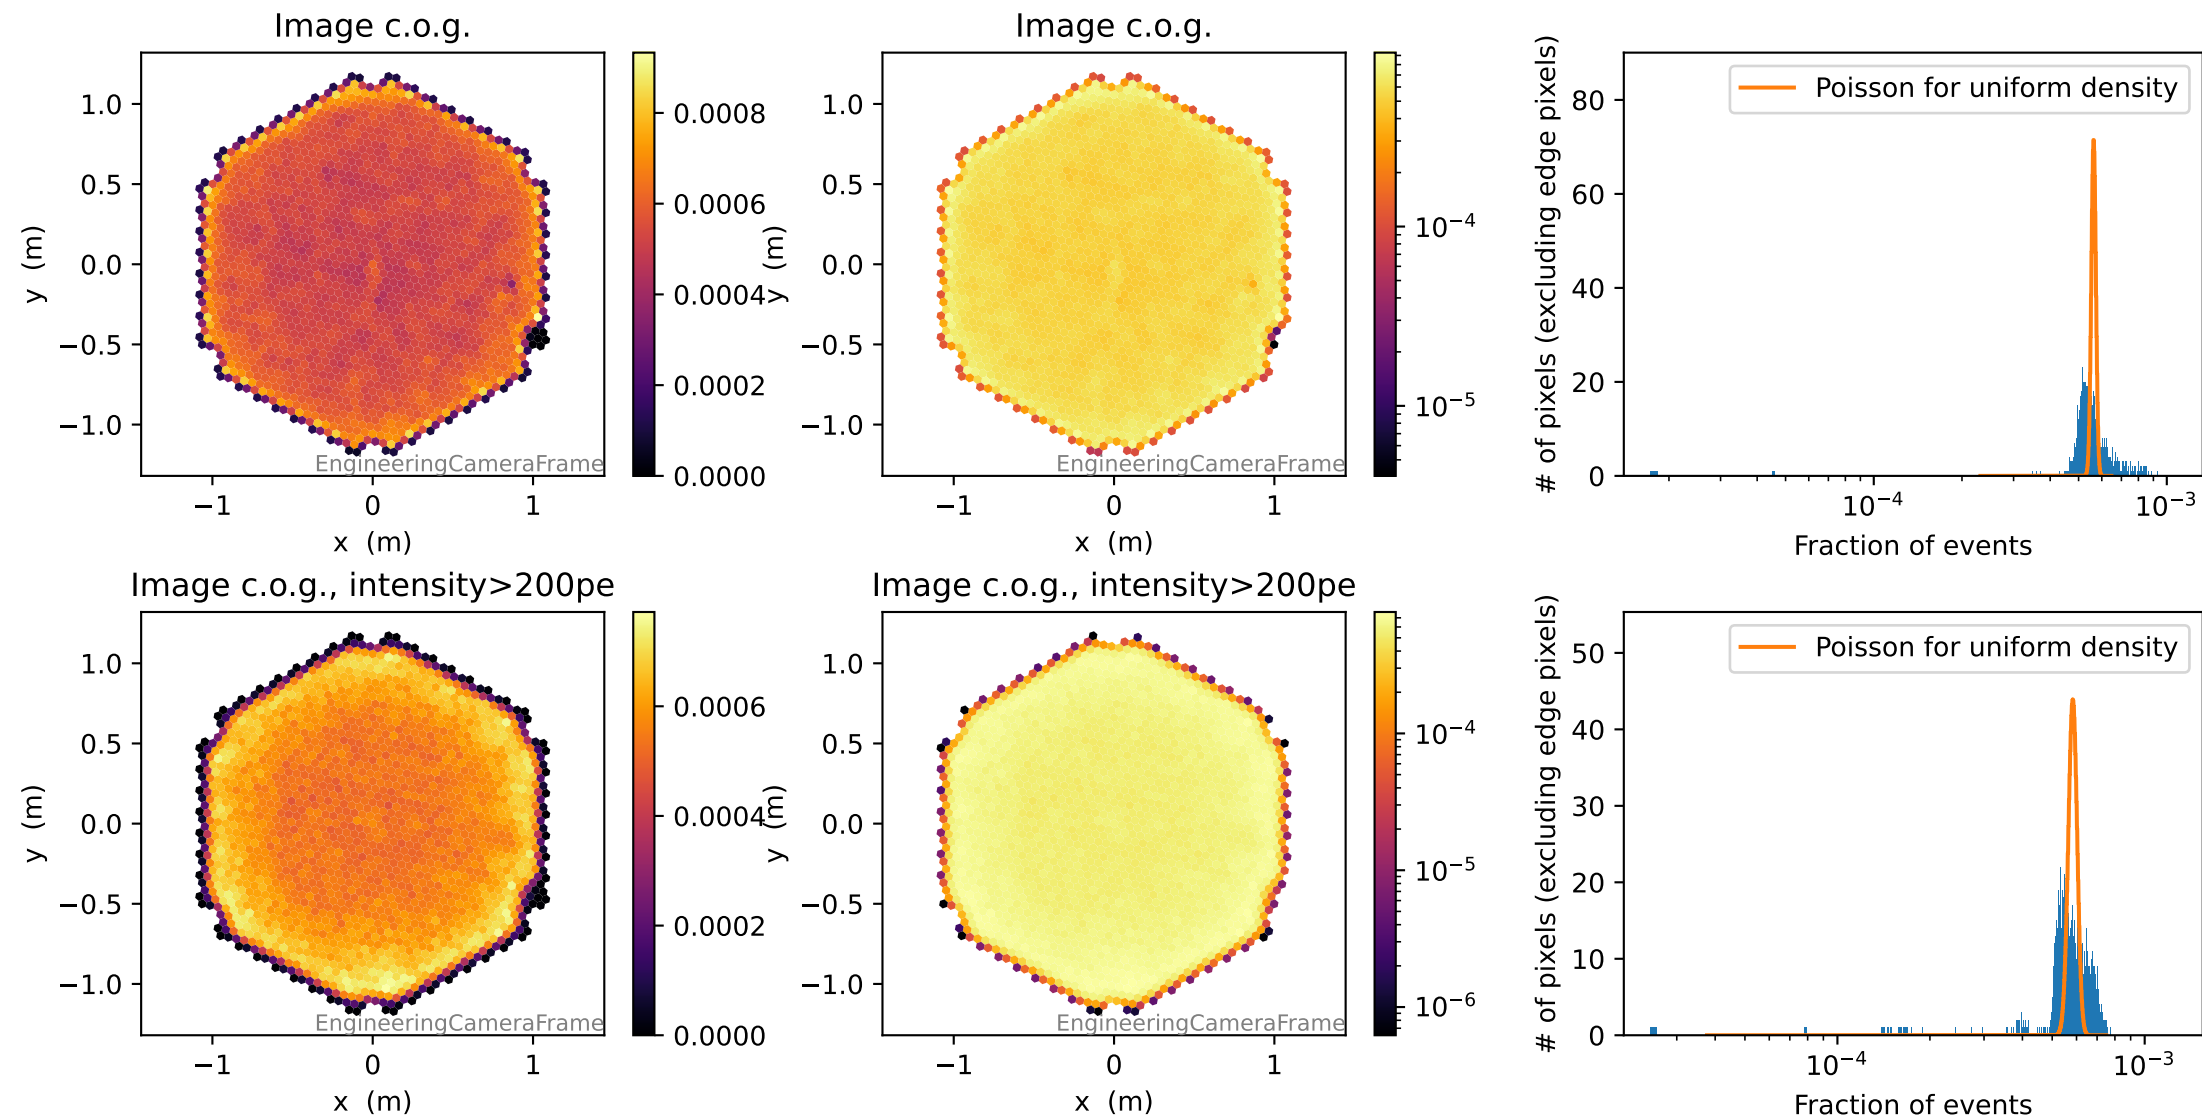 Image c.o.g.
1.0
0.5
0.0
−0.5
−1.0
y (m)
−1
0
1
x (m)
EngineeringCameraFrame
0.0008
0.0006
0.0004
0.0002
0.0000
Image c.o.g.
1.0
0.5
0.0
−0.5
−1.0
y (m)
−1
0
1
x (m)
EngineeringCameraFrame
10⁻⁴
10⁻⁵
Poisson for uniform density
80
60
40
20
0
# of pixels (excluding edge pixels)
10⁻⁴
10⁻³
Fraction of events
Image c.o.g., intensity>200pe
1.0
0.5
0.0
−0.5
−1.0
y (m)
−1
0
1
x (m)
EngineeringCameraFrame
0.0006
0.0004
0.0002
0.0000
Image c.o.g., intensity>200pe
1.0
0.5
0.0
−0.5
−1.0
y (m)
−1
0
1
x (m)
EngineeringCameraFrame
10⁻⁴
10⁻⁵
10⁻⁶
Poisson for uniform density
50
40
30
20
10
0
# of pixels (excluding edge pixels)
10⁻⁴
10⁻³
Fraction of events